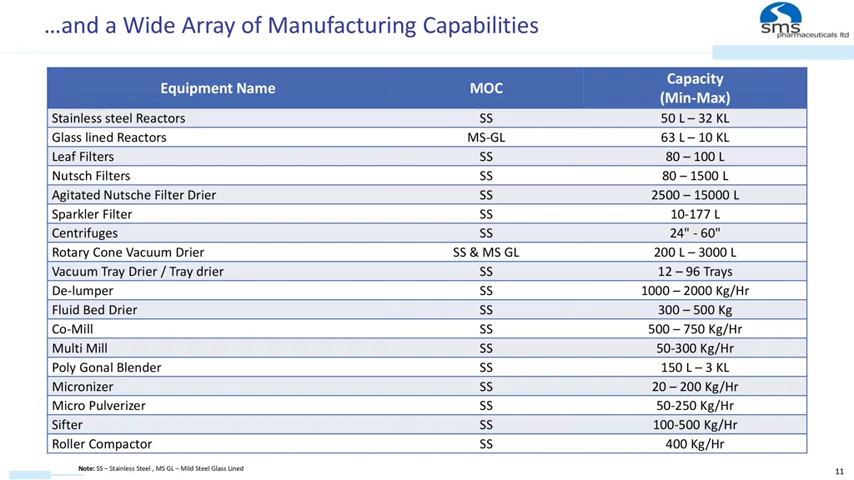 …and a Wide Array of Manufacturing Capabilities
sms
pharmaceuticals ltd
Equipment Name MOC Capacity (Min-Max)
Stainless steel Reactors SS 50 L – 32 KL
Glass lined Reactors MS-GL 63 L – 10 KL
Leaf Filters SS 80 – 100 L
Nutsch Filters SS 80 – 1500 L
Agitated Nutsche Filter Drier SS 2500 – 15000 L
Sparkler Filter SS 10-177 L
Centrifuges SS 24" - 60"
Rotary Cone Vacuum Drier SS & MS GL 200 L – 3000 L
Vacuum Tray Drier / Tray drier SS 12 – 96 Trays
De-lumper SS 1000 – 2000 Kg/Hr
Fluid Bed Drier SS 300 – 500 Kg
Co-Mill SS 500 – 750 Kg/Hr
Multi Mill SS 50-300 Kg/Hr
Poly Gonal Blender SS 150 L – 3 KL
Micronizer SS 20 – 200 Kg/Hr
Micro Pulverizer SS 50-250 Kg/Hr
Sifter SS 100-500 Kg/Hr
Roller Compactor SS 400 Kg/Hr
Note: SS – Stainless Steel , MS GL – Mild Steel Glass Lined
11